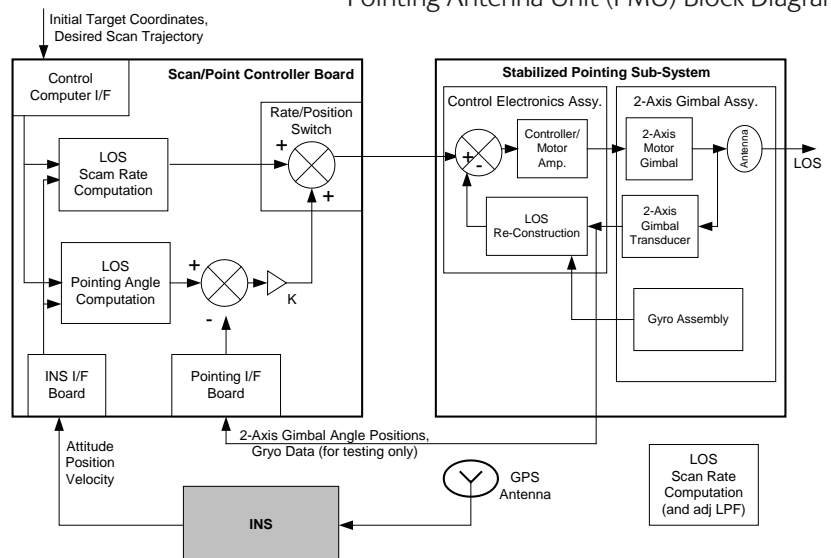 Pointing Antenna Unit (PMU) Block Diagra
Initial Target Coordinates,
Desired Scan Trajectory
Scan/Point Controller Board
Control
Computer I/F
Rate/Position
Switch
+
+
LOS
Scam Rate
Computation
LOS
Pointing Angle
Computation
+
-
K
INS I/F
Board
Pointing I/F
Board
Stabilized Pointing Sub-System
Control Electronics Assy.
2-Axis Gimbal Assy.
+
-
Controller/
Motor
Amp.
2-Axis
Motor
Gimbal
Antenna
LOS
LOS
Re-Construction
2-Axis
Gimbal
Transducer
Gyro Assembly
2-Axis Gimbal Angle Positions,
Gryo Data (for testing only)
Attitude
Position
Velocity
INS
GPS
Antenna
LOS
Scan Rate
Computation
(and adj LPF)